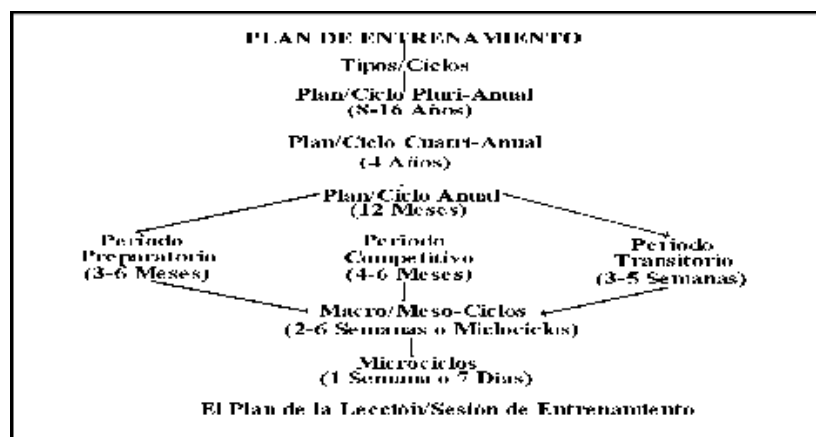 PLAN DE ENTRENAMIENTO
Tipos/Ciclos
Plan/Ciclo Pluri-Anual
(8-16 Años)
Plan/Ciclo Cuatri-Anual
(4 Años)
Plan/Ciclo Anual
(12 Meses)
Periodo
Preparatorio
(3-6 Meses)
Periodo
Competitivo
(4-6 Meses)
Periodo
Transitorio
(3-5 Semanas)
Macro/Meso-Ciclos
(2-6 Semanas o Miclociclos)
Microciclos
(1 Semana o 7 Días)
El Plan de la Lección/Sesión de Entrenamiento